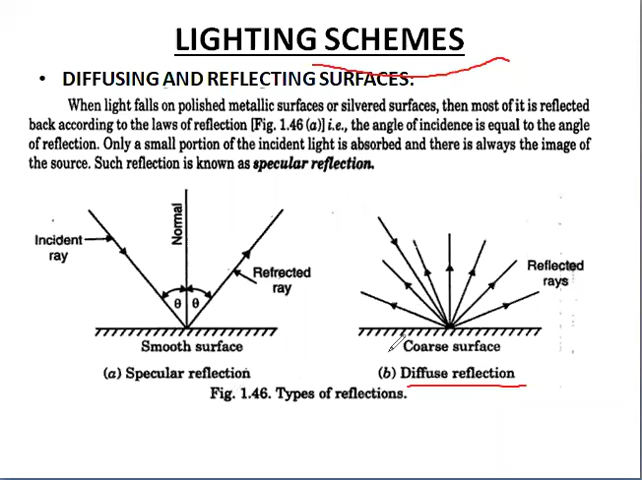 LIGHTING SCHEMES
• DIFFUSING AND REFLECTING SURFACES:
When light falls on polished metallic surfaces or silvered surfaces, then most of it is reflected
back according to the laws of reflection [Fig. 1.46 (a)] i.e., the angle of incidence is equal to the angle
of reflection. Only a small portion of the incident light is absorbed and there is always the image of
the source. Such reflection is known as specular reflection.
Incident
ray
Normal
Refrected
ray
θ θ
Smooth surface
(a) Specular reflection
Reflected
rays
Coarse surface
(b) Diffuse reflection
Fig. 1.46. Types of reflections.